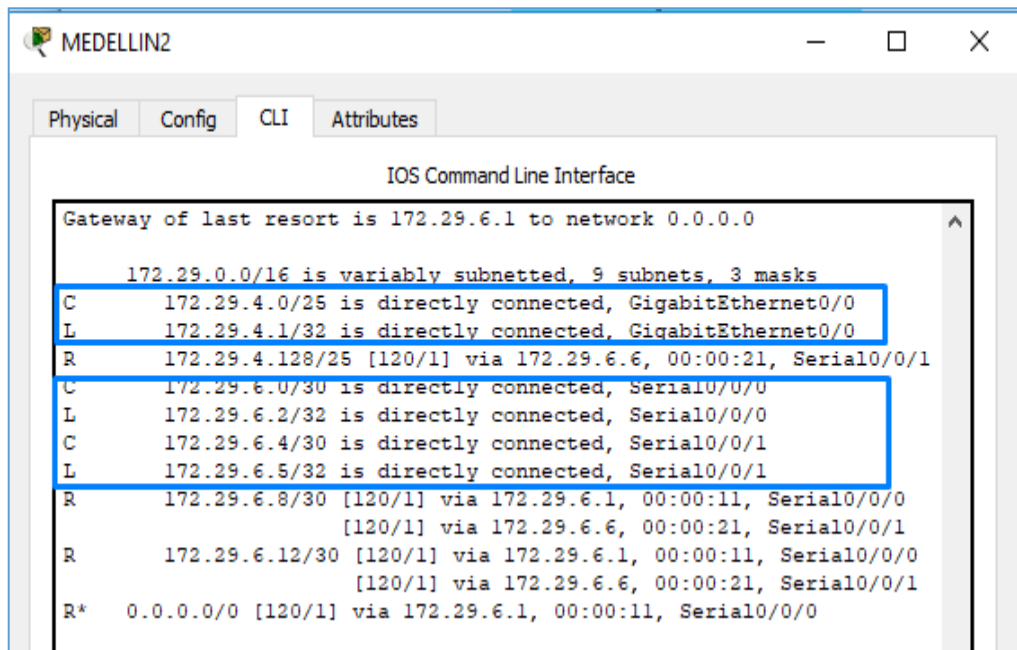 MEDELLIN2
Physical Config CLI Attributes
IOS Command Line Interface
Gateway of last resort is 172.29.6.1 to network 0.0.0.0
172.29.0.0/16 is variably subnetted, 9 subnets, 3 masks
C 172.29.4.0/25 is directly connected, GigabitEthernet0/0
L 172.29.4.1/32 is directly connected, GigabitEthernet0/0
R 172.29.4.128/25 [120/1] via 172.29.6.6, 00:00:21, Serial0/0/1
C 172.29.6.0/30 is directly connected, Serial0/0/0
L 172.29.6.2/32 is directly connected, Serial0/0/0
C 172.29.6.4/30 is directly connected, Serial0/0/1
L 172.29.6.5/32 is directly connected, Serial0/0/1
R 172.29.6.8/30 [120/1] via 172.29.6.1, 00:00:11, Serial0/0/0
[120/1] via 172.29.6.6, 00:00:21, Serial0/0/1
R 172.29.6.12/30 [120/1] via 172.29.6.1, 00:00:11, Serial0/0/0
[120/1] via 172.29.6.6, 00:00:21, Serial0/0/1
R* 0.0.0.0/0 [120/1] via 172.29.6.1, 00:00:11, Serial0/0/0